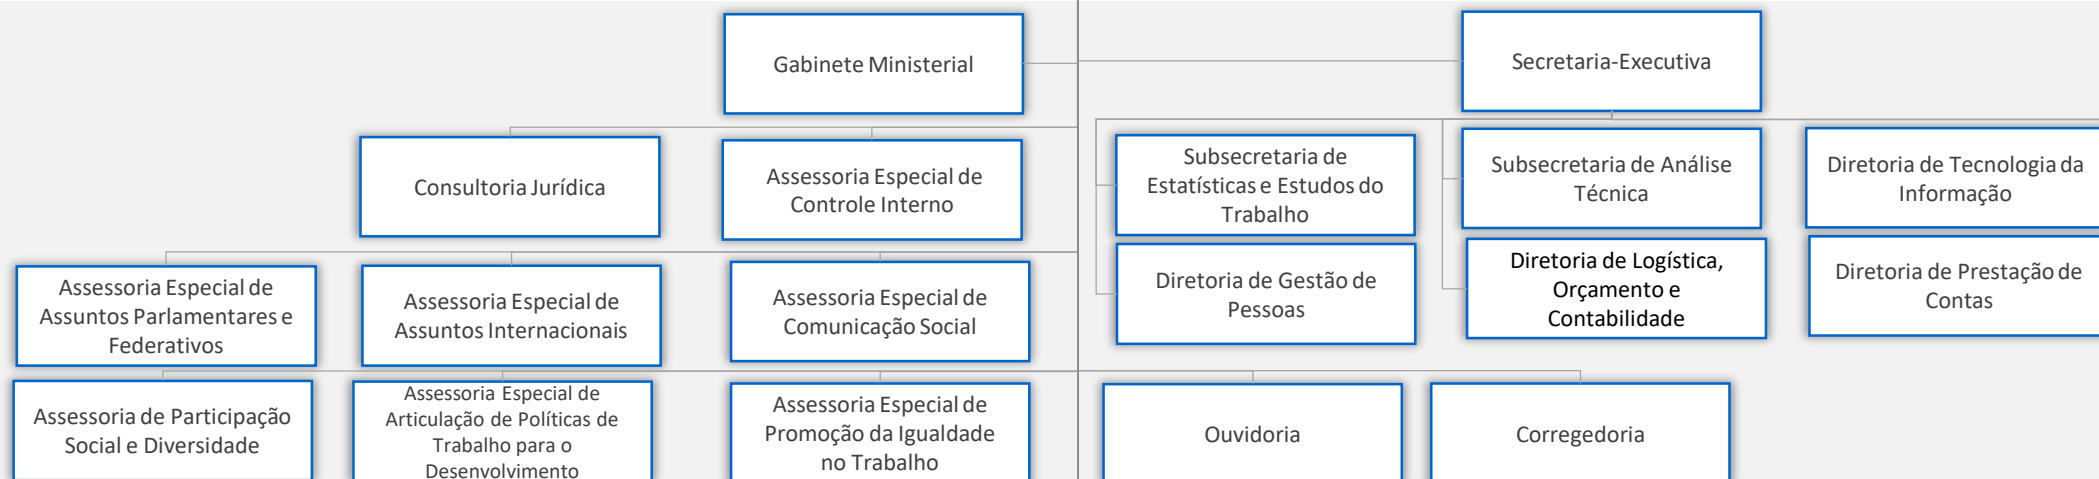 Gabinete Ministerial
Secretaria-Executiva
Consultoria Jurídica
Assessoria Especial de
Controle Interno
Subsecretaria de
Estatísticas e Estudos do
Trabalho
Subsecretaria de Análise
Técnica
Diretoria de Tecnologia da
Informação
Assessoria Especial de
Assuntos Parlamentares e
Federativos
Assessoria Especial de
Assuntos Internacionais
Assessoria Especial de
Comunicação Social
Diretoria de Gestão de
Pessoas
Diretoria de Logística,
Orçamento e
Contabilidade
Diretoria de Prestação de
Contas
Assessoria de Participação
Social e Diversidade
Assessoria Especial de
Articulação de Políticas de
Trabalho para o
Desenvolvimento
Assessoria Especial de
Promoção da Igualdade
no Trabalho
Ouvidoria
Corregedoria